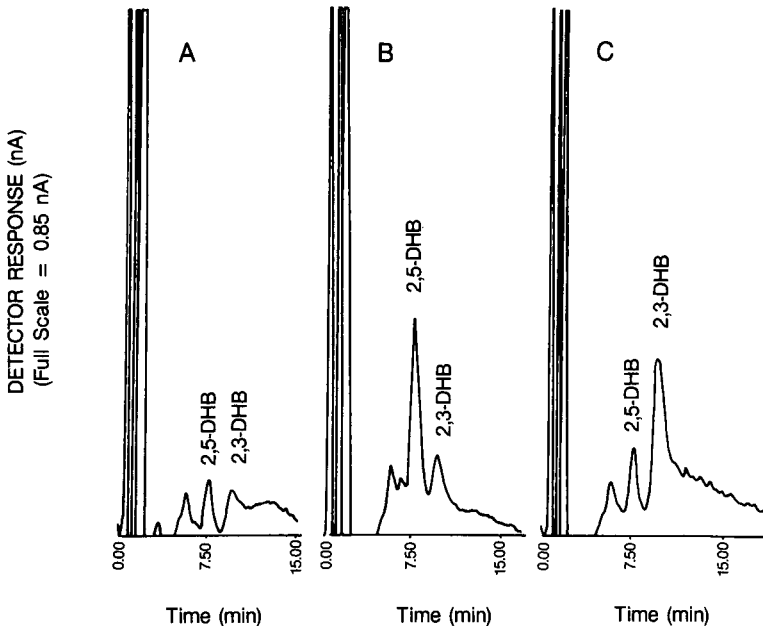 DETECTOR RESPONSE (nA)
(Full Scale = 0.85 nA)
A
2,5-DHB
2,3-DHB
0.00
7.50
15.00
Time (min)
B
2,5-DHB
2,3-DHB
0.00
7.50
15.00
Time (min)
C
2,5-DHB
2,3-DHB
0.00
7.50
15.00
Time (min)